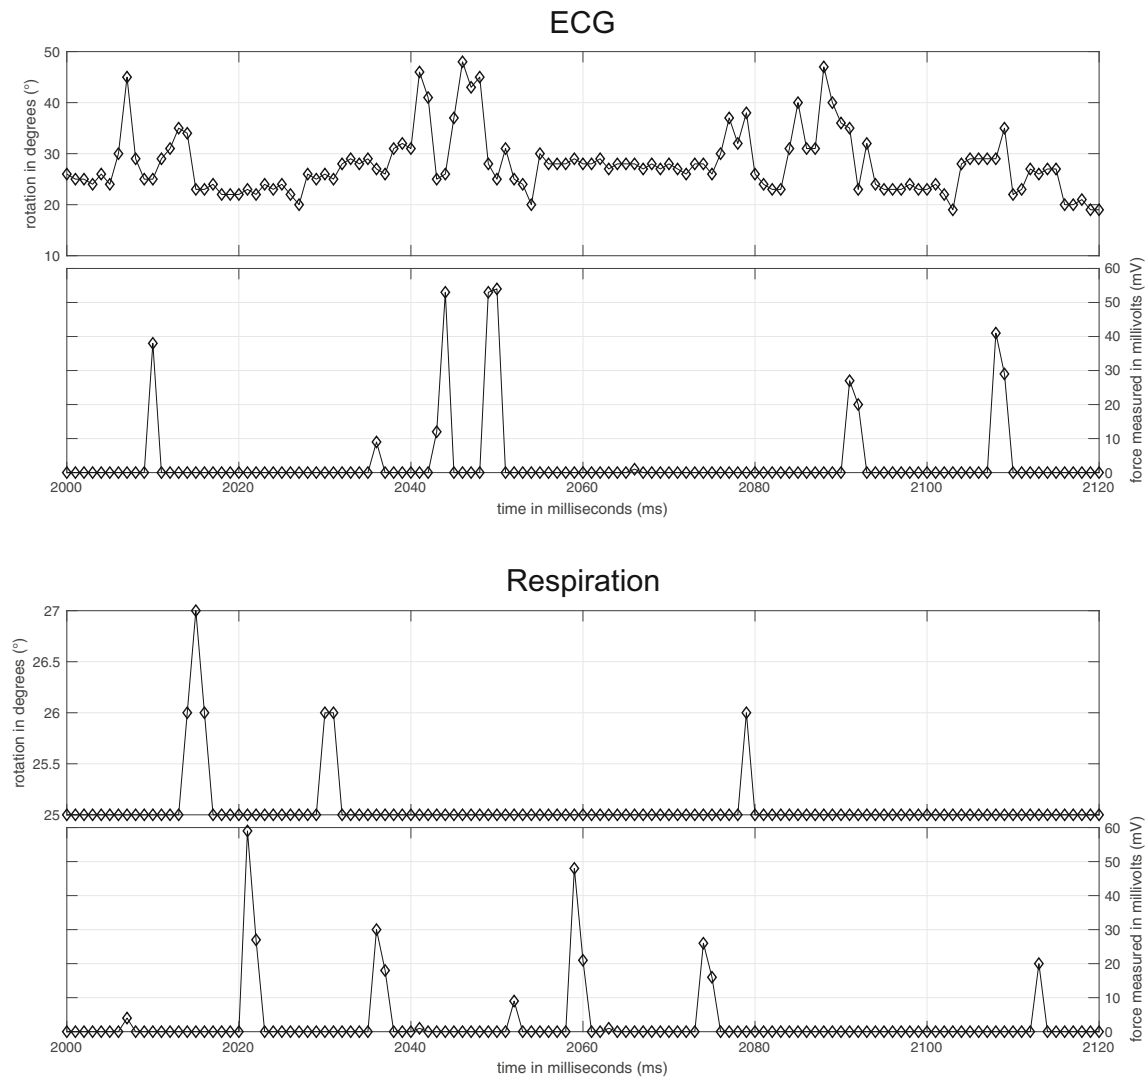 ECG
rotation in degrees (°)
50
40
30
20
10
force measured in millivolts (mV)
60
50
40
30
20
10
0
2000 2020 2040 2060 2080 2100 2120
time in milliseconds (ms)
Respiration
rotation in degrees (°)
27
26.5
26
25.5
25
force measured in millivolts (mV)
60
50
40
30
20
10
0
2000 2020 2040 2060 2080 2100 2120
time in milliseconds (ms)